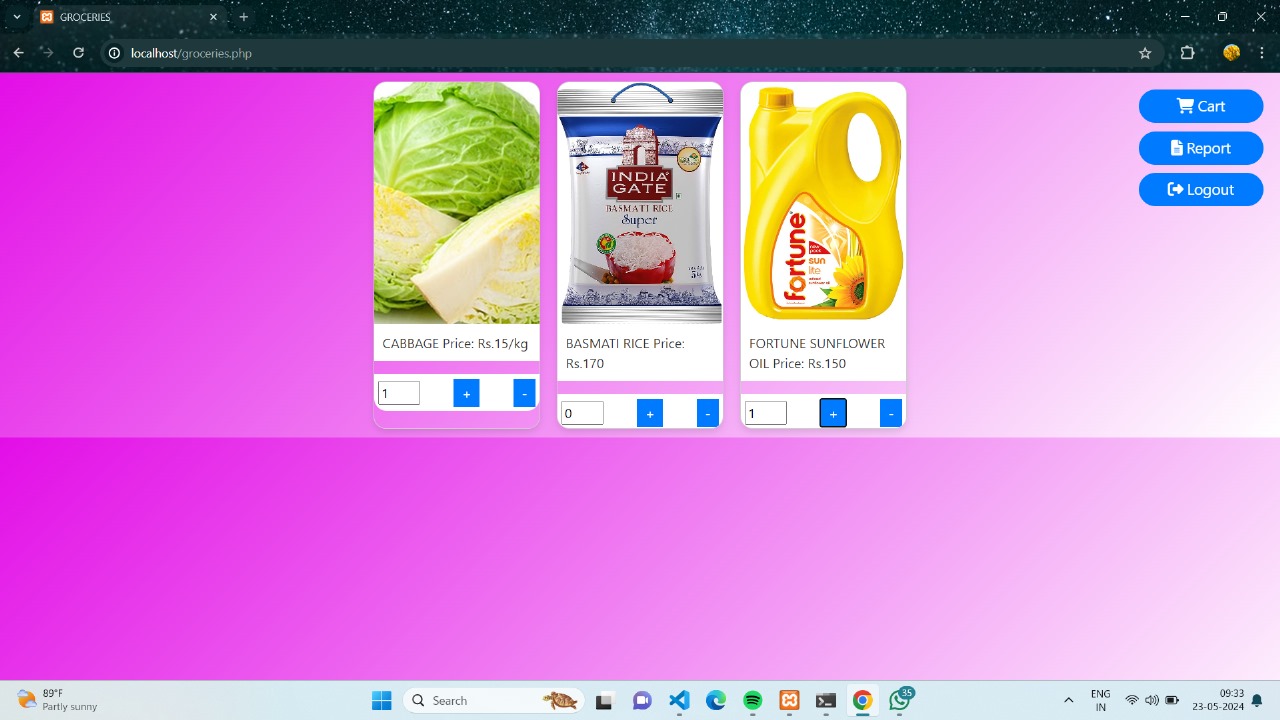 GROCERIES
localhost/groceries.php
Cart
Report
Logout
INDIA
GATE
BASMATI RICE
Super
5
fortune
sun
lite
CABBAGE Price: Rs.15/kg
BASMATI RICE Price:
Rs.170
FORTUNE SUNFLOWER
OIL Price: Rs.150
1 + -
0 + -
1 + -
89°F
Partly sunny
Search
35
ENG
IN
09:33
23-05-2024